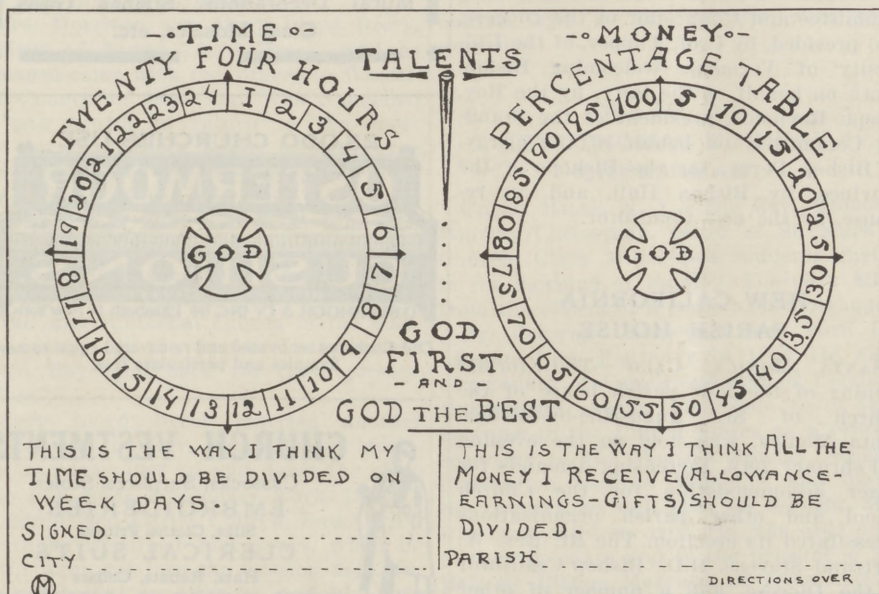 -•TIME•-
TWENTY FOUR HOURS
1 2 3 4 5 6 7 8 9 10 11 12 13 14 15 16 17 18 19 20 21 22 23 24
GOD
TALENTS
-•MONEY•-
PERCENTAGE TABLE
5 10 15 20 25 30 35 40 45 50 55 60 65 70 75 80 85 90 95 100
GOD
GOD
FIRST
- AND -
GOD THE BEST
THIS IS THE WAY I THINK MY
TIME SHOULD BE DIVIDED ON
WEEK DAYS.
SIGNED
CITY
M
THIS IS THE WAY I THINK ALL THE
MONEY I RECEIVE (ALLOWANCE-
EARNINGS-GIFTS) SHOULD BE
DIVIDED.-
PARISH
DIRECTIONS OVER